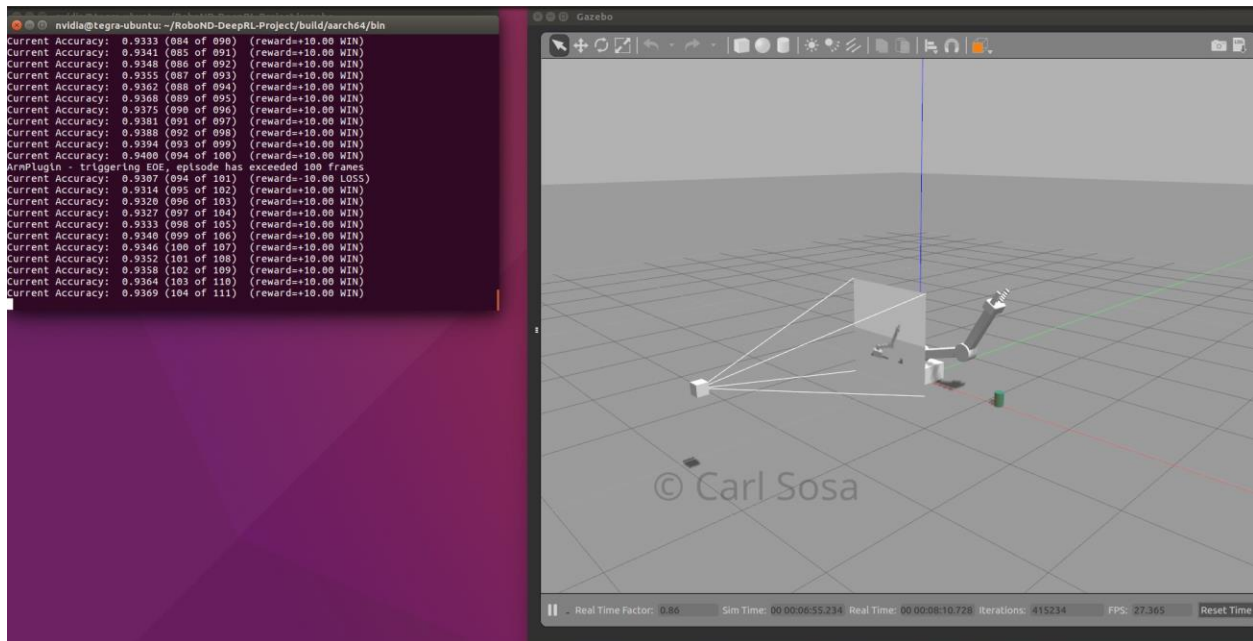 nvidia@tegra-ubuntu: ~/RoboND-DeepRL-Project/build/aarch64/bin
Current Accuracy:  0.9333 (084 of 090)  (reward=+10.00 WIN)
Current Accuracy:  0.9341 (085 of 091)  (reward=+10.00 WIN)
Current Accuracy:  0.9348 (086 of 092)  (reward=+10.00 WIN)
Current Accuracy:  0.9355 (087 of 093)  (reward=+10.00 WIN)
Current Accuracy:  0.9362 (088 of 094)  (reward=+10.00 WIN)
Current Accuracy:  0.9368 (089 of 095)  (reward=+10.00 WIN)
Current Accuracy:  0.9375 (090 of 096)  (reward=+10.00 WIN)
Current Accuracy:  0.9381 (091 of 097)  (reward=+10.00 WIN)
Current Accuracy:  0.9388 (092 of 098)  (reward=+10.00 WIN)
Current Accuracy:  0.9394 (093 of 099)  (reward=+10.00 WIN)
Current Accuracy:  0.9400 (094 of 100)  (reward=+10.00 WIN)
ArmPlugin - triggering EOE, episode has exceeded 100 frames
Current Accuracy:  0.9307 (094 of 101)  (reward=-10.00 LOSS)
Current Accuracy:  0.9314 (095 of 102)  (reward=+10.00 WIN)
Current Accuracy:  0.9320 (096 of 103)  (reward=+10.00 WIN)
Current Accuracy:  0.9327 (097 of 104)  (reward=+10.00 WIN)
Current Accuracy:  0.9333 (098 of 105)  (reward=+10.00 WIN)
Current Accuracy:  0.9340 (099 of 106)  (reward=+10.00 WIN)
Current Accuracy:  0.9346 (100 of 107)  (reward=+10.00 WIN)
Current Accuracy:  0.9352 (101 of 108)  (reward=+10.00 WIN)
Current Accuracy:  0.9358 (102 of 109)  (reward=+10.00 WIN)
Current Accuracy:  0.9364 (103 of 110)  (reward=+10.00 WIN)
Current Accuracy:  0.9369 (104 of 111)  (reward=+10.00 WIN)
Gazebo
© Carl Sosa
Real Time Factor: 0.86 Sim Time: 00 00:06:55.234 Real Time: 00 00:08:10.728 Iterations: 415234 FPS: 27.365 Reset Time